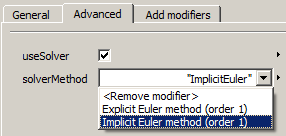 General Advanced Add modifiers
useSolver
solverMethod "ImplicitEuler"
<Remove modifier>
Explicit Euler method (order 1)
Implicit Euler method (order 1)